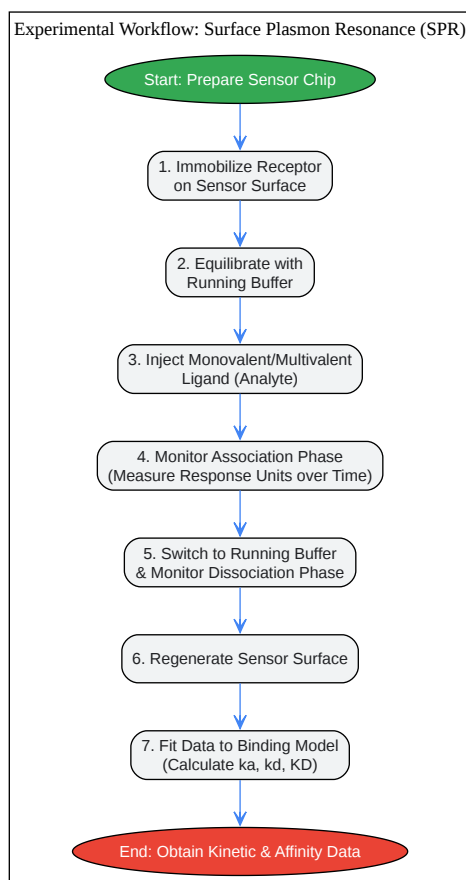 Experimental Workflow: Surface Plasmon Resonance (SPR)
Start: Prepare Sensor Chip
1. Immobilize Receptor
on Sensor Surface
2. Equilibrate with
Running Buffer
3. Inject Monovalent/Multivalent
Ligand (Analyte)
4. Monitor Association Phase
(Measure Response Units over Time)
5. Switch to Running Buffer
& Monitor Dissociation Phase
6. Regenerate Sensor Surface
7. Fit Data to Binding Model
(Calculate ka, kd, KD)
End: Obtain Kinetic & Affinity Data